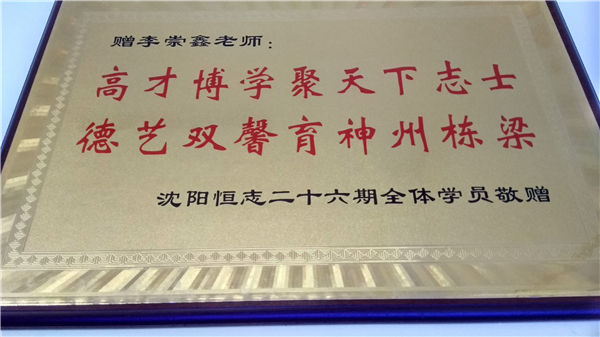 赠李崇鑫老师：
高才博学聚天下志士
德艺双馨育神州栋梁
沈阳恒志二十六期全体学员敬赠